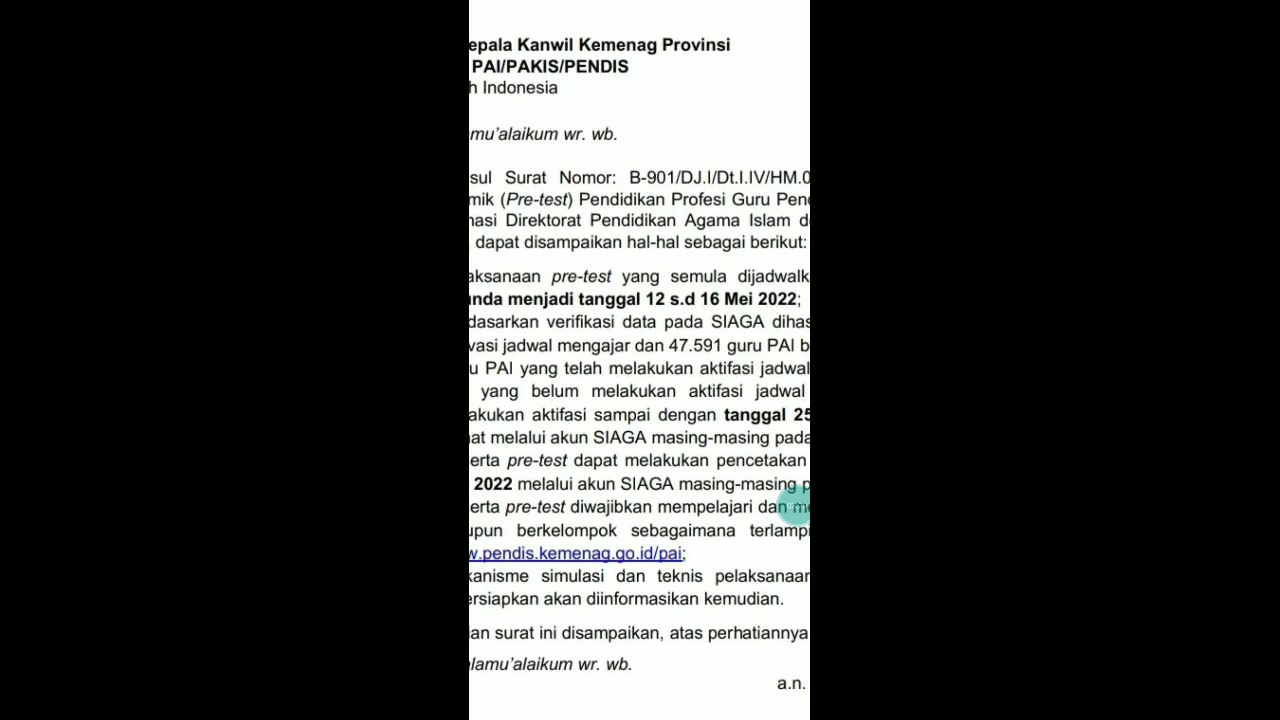 epala Kanwil Kemenag Provinsi
PAI/PAKIS/PENDIS
h Indonesia
mu'alaikum wr. wb.
sul Surat Nomor: B-901/DJ.I/Dt.I.IV/HM.0
mik (Pre-test) Pendidikan Profesi Guru Pend
nasi Direktorat Pendidikan Agama Islam d
dapat disampaikan hal-hal sebagai berikut:
aksanaan pre-test yang semula dijadwalk
unda menjadi tanggal 12 s.d 16 Mei 2022;
dasarkan verifikasi data pada SIAGA dihas
vasi jadwal mengajar dan 47.591 guru PAI b
u PAI yang telah melakukan aktifasi jadwal
yang belum melakukan aktifasi jadwal
akukan aktifasi sampai dengan tanggal 25
hat melalui akun SIAGA masing-masing pada
erta pre-test dapat melakukan pencetakan
2022 melalui akun SIAGA masing-masing p
erta pre-test diwajibkan mempelajari dan me
upun berkelompok sebagaimana terlampi
w.pendis.kemenag.go.id/pai;
kanisme simulasi dan teknis pelaksanaan
ersiapkan akan diinformasikan kemudian.
ian surat ini disampaikan, atas perhatiannya
alamu'alaikum wr. wb.
a.n.